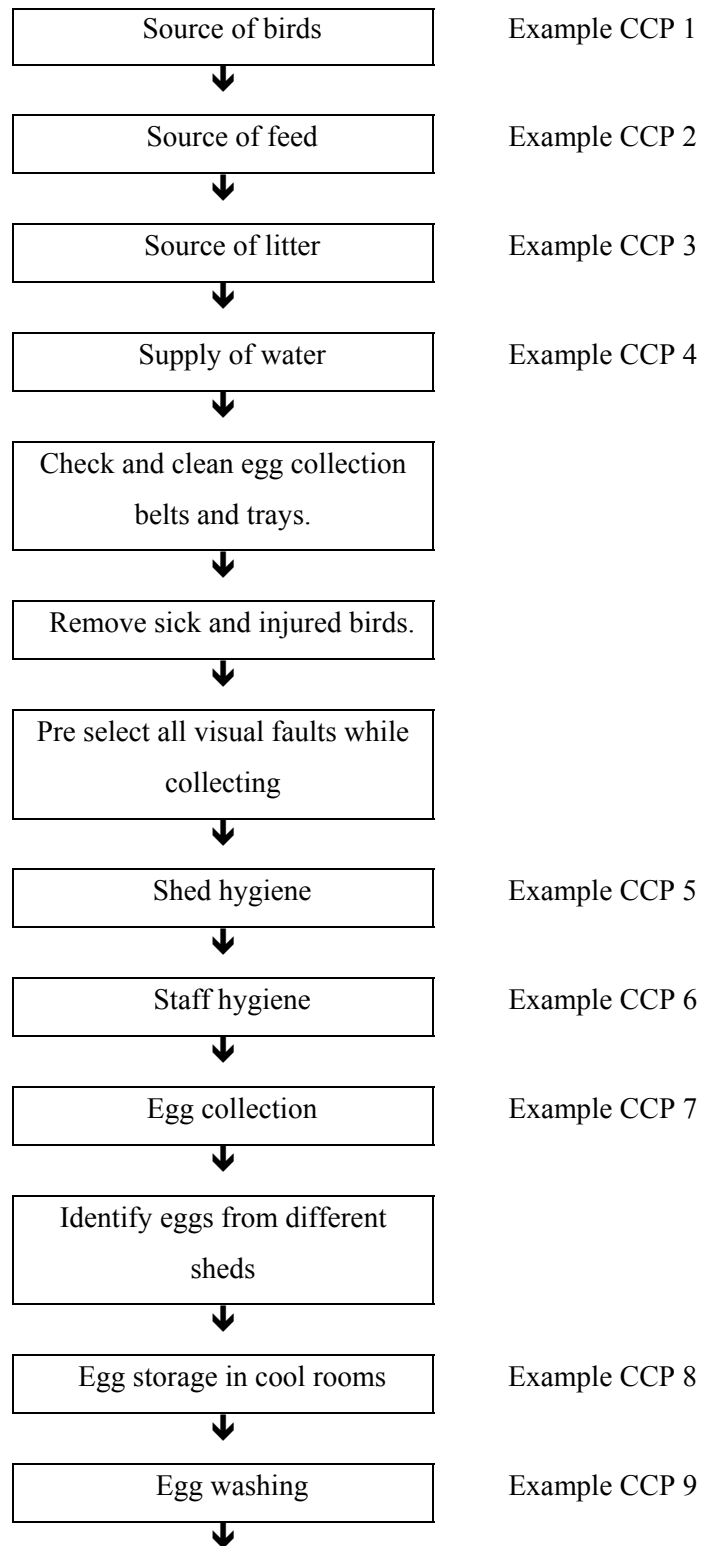 Source of birds Example CCP 1
Source of feed Example CCP 2
Source of litter Example CCP 3
Supply of water Example CCP 4
Check and clean egg collection
belts and trays.
Remove sick and injured birds.
Pre select all visual faults while
collecting
Shed hygiene Example CCP 5
Staff hygiene Example CCP 6
Egg collection Example CCP 7
Identify eggs from different
sheds
Egg storage in cool rooms Example CCP 8
Egg washing Example CCP 9